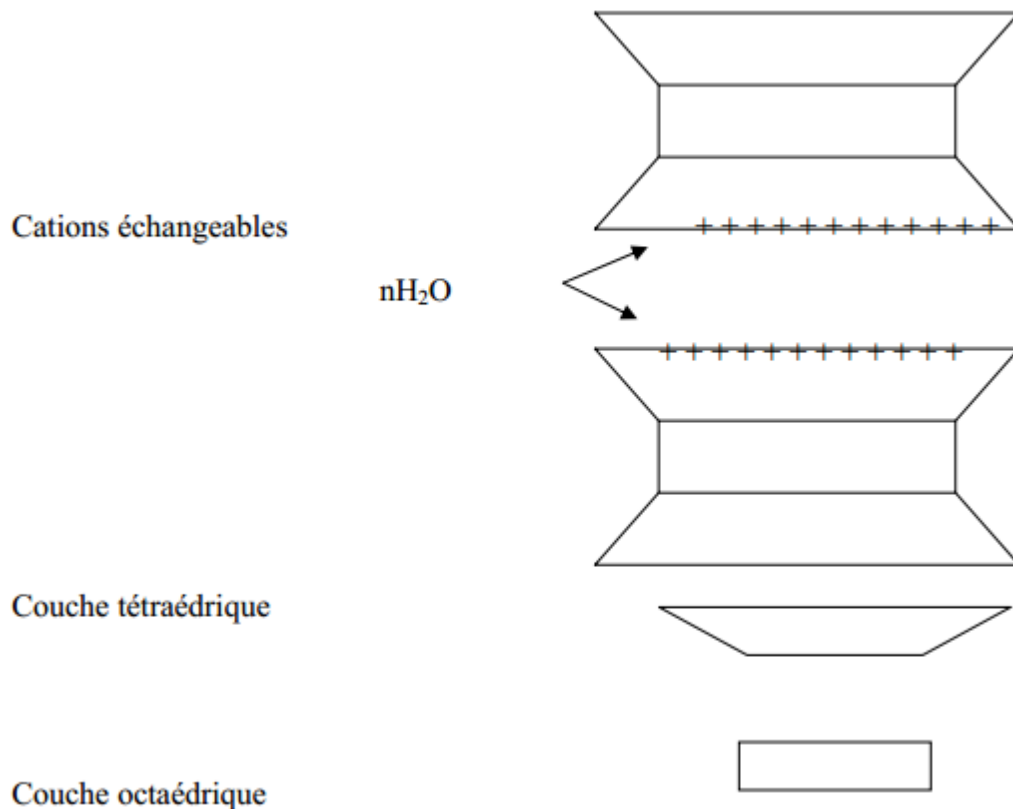 Cations échangeables
+ + + + + + + + + + + +
nH₂O
+ + + + + + + + + + + +
Couche tétraédrique
Couche octaédrique